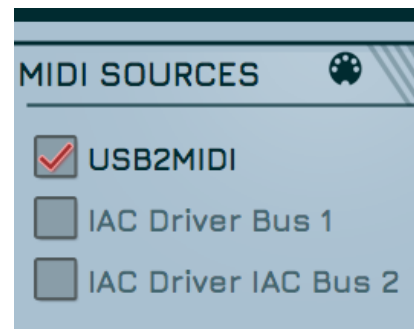 MIDI SOURCES
USB2MIDI
IAC Driver Bus 1
IAC Driver IAC Bus 2